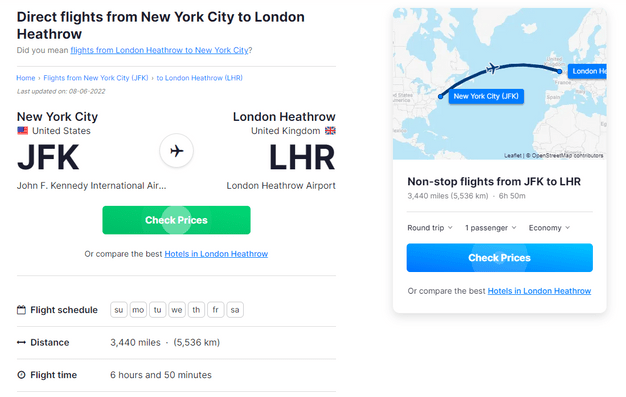 Direct flights from New York City to London
Heathrow
Did you mean flights from London Heathrow to New York City?
Home › Flights from New York City (JFK) › to London Heathrow (LHR)
Last updated on: 08-06-2022
New York City
United States
JFK
John F. Kennedy International Air...
London Heathrow
United Kingdom
LHR
London Heathrow Airport
Check Prices
Or compare the best Hotels in London Heathrow
Flight schedule su mo tu we th fr sa
Distance 3,440 miles · (5,536 km)
Flight time 6 hours and 50 minutes
London He
New York City (JFK)
Leaflet | © OpenStreetMap contributors
Non-stop flights from JFK to LHR
3,440 miles (5,536 km) · 6h 50m
Round trip 1 passenger Economy
Check Prices
Or compare the best Hotels in London Heathrow